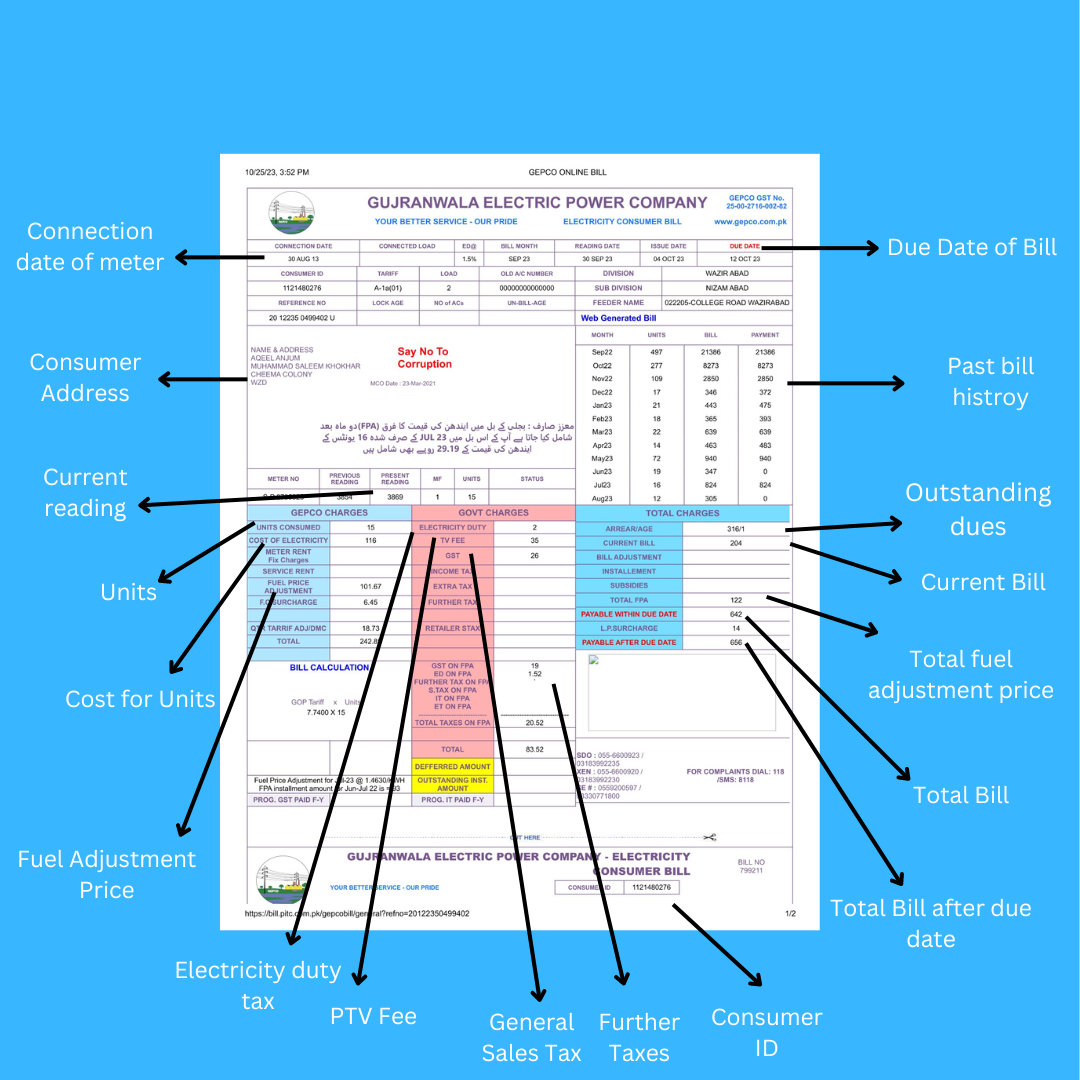 10/25/23, 3:52 PM GEPCO ONLINE BILL
GUJRANWALA ELECTRIC POWER COMPANY
GEPCO GST No.
25-00-2716-002-82
YOUR BETTER SERVICE - OUR PRIDE ELECTRICITY CONSUMER BILL www.gepco.com.pk
CONNECTION DATE CONNECTED LOAD ED@ BILL MONTH READING DATE ISSUE DATE DUE DATE
30 AUG 13 1.5% SEP 23 30 SEP 23 04 OCT 23 12 OCT 23
CONSUMER ID TARIFF LOAD OLD A/C NUMBER DIVISION WAZIR ABAD
1121480276 A-1a(01) 2 00000000000000 SUB DIVISION NIZAM ABAD
REFERENCE NO LOCK AGE NO of ACs UN-BILL-AGE FEEDER NAME 022205-COLLEGE ROAD WAZIRABAD
20 12235 0499402 U Web Generated Bill
NAME & ADDRESS
AQEEL ANJUM
MUHAMMAD SALEEM KHOKHAR
CHEEMA COLONY
WZD
Say No To
Corruption
MCO Date : 23-Mar-2021
معزز صارف : بجلی کے بل میں ایندھن کی قیمت کا فرق (FPA) دو ماہ بعد
شامل کیا جاتا ہے آپ کے اس بل میں JUL 23 کے صرف شدہ 16 یونٹس کے
ایندھن کی قیمت کے 29.19 روپے بھی شامل ہیں
MONTH UNITS BILL PAYMENT
Sep22 497 21386 21386
Oct22 277 8273 8273
Nov22 109 2850 2850
Dec22 17 346 372
Jan23 21 443 475
Feb23 18 365 393
Mar23 22 639 639
Apr23 14 463 483
May23 72 940 940
Jun23 19 347 0
Jul23 16 824 824
Aug23 12 305 0
METER NO PREVIOUS READING PRESENT READING MF UNITS STATUS
3854 3869 1 15
GEPCO CHARGES GOVT CHARGES TOTAL CHARGES
UNITS CONSUMED 15
COST OF ELECTRICITY 116
METER RENT
Fix Charges
SERVICE RENT
FUEL PRICE
ADJUSTMENT 101.67
F.C SURCHARGE 6.45
QTR TARRIF ADJ/DMC 18.73
TOTAL 242.85
BILL CALCULATION
GOP Tariff x Units
7.7400 X 15
Fuel Price Adjustment for Jul-23 @ 1.4630/KWH
FPA installment amount for Jun-Jul 22 is = 93
PROG. GST PAID F-Y
ELECTRICITY DUTY 2
TV FEE 35
GST 26
INCOME TAX
EXTRA TAX
FURTHER TAX
RETAILER STAX
GST ON FPA 19
ED ON FPA 1.52
FURTHER TAX ON FPA -
S.TAX ON FPA
IT ON FPA
ET ON FPA
TOTAL TAXES ON FPA 20.52
TOTAL 83.52
DEFFERRED AMOUNT
OUTSTANDING INST.
AMOUNT
PROG. IT PAID F-Y
ARREAR/AGE 316/1
CURRENT BILL 204
BILL ADJUSTMENT
INSTALLEMENT
SUBSIDIES
TOTAL FPA 122
PAYABLE WITHIN DUE DATE 642
L.P.SURCHARGE 14
PAYABLE AFTER DUE DATE 656
SDO : 055-6600923 /
03183992235
XEN : 055-6600920 /
03183992230
SE # : 0559200597 /
0330771800
FOR COMPLAINTS DIAL: 118
/SMS: 8118
CUT HERE
GUJRANWALA ELECTRIC POWER COMPANY - ELECTRICITY
CONSUMER BILL
BILL NO
799211
YOUR BETTER SERVICE - OUR PRIDE
CONSUMER ID 1121480276
https://bill.pitc.com.pk/gepcobill/general?refno=20122350499402 1/2
Connection
date of meter
Consumer
Address
Current
reading
Units
Cost for Units
Fuel Adjustment
Price
Electricity duty
tax
PTV Fee
General
Sales Tax
Further
Taxes
Consumer
ID
Due Date of Bill
Past bill
histroy
Outstanding
dues
Current Bill
Total fuel
adjustment price
Total Bill
Total Bill after due
date